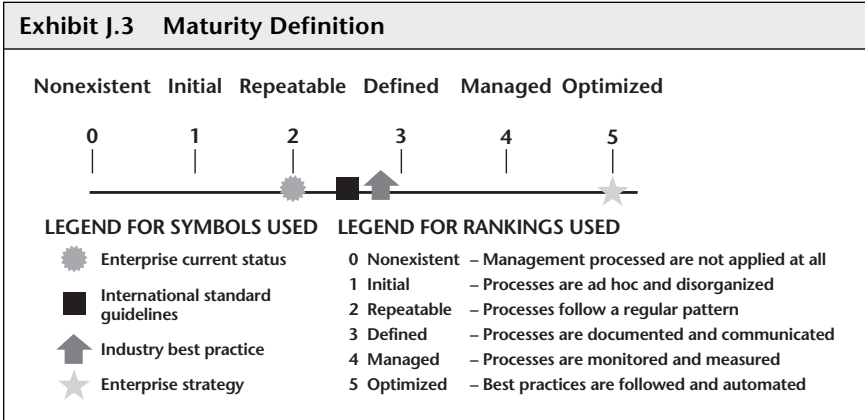 Exhibit J.3 Maturity Definition
Nonexistent Initial Repeatable Defined Managed Optimized
0 1 2 3 4 5
LEGEND FOR SYMBOLS USED
Enterprise current status
International standard
guidelines
Industry best practice
Enterprise strategy
LEGEND FOR RANKINGS USED
0 Nonexistent – Management processed are not applied at all
1 Initial – Processes are ad hoc and disorganized
2 Repeatable – Processes follow a regular pattern
3 Defined – Processes are documented and communicated
4 Managed – Processes are monitored and measured
5 Optimized – Best practices are followed and automated